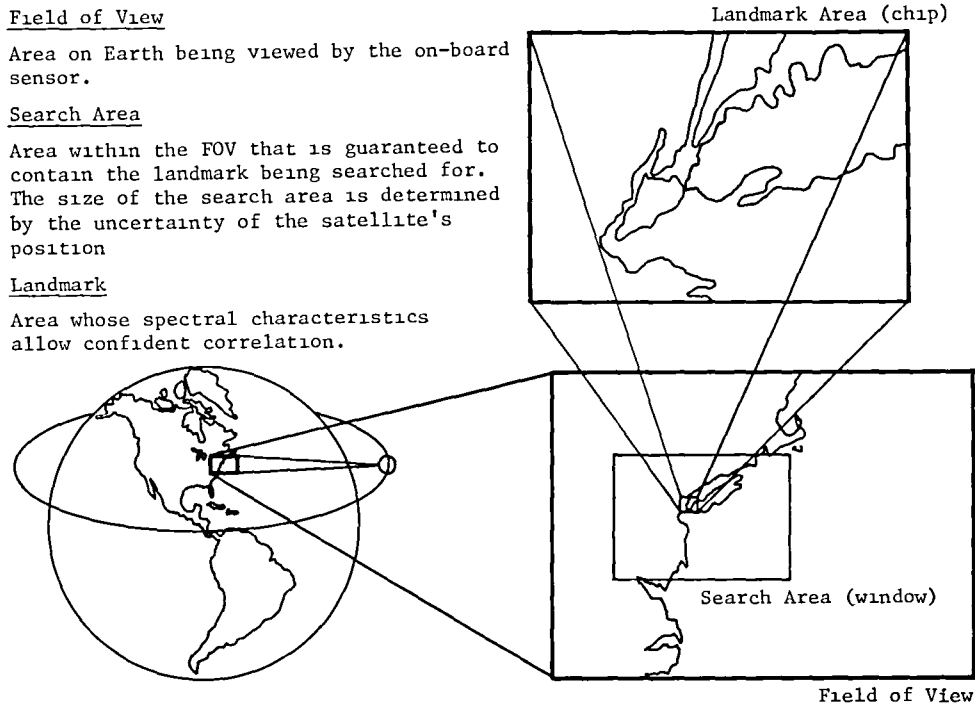 Field of View
Area on Earth being viewed by the on-board
sensor.
Search Area
Area within the FOV that is guaranteed to
contain the landmark being searched for.
The size of the search area is determined
by the uncertainty of the satellite's
position
Landmark
Area whose spectral characteristics
allow confident correlation.
Landmark Area (chip)
Search Area (window)
Field of View